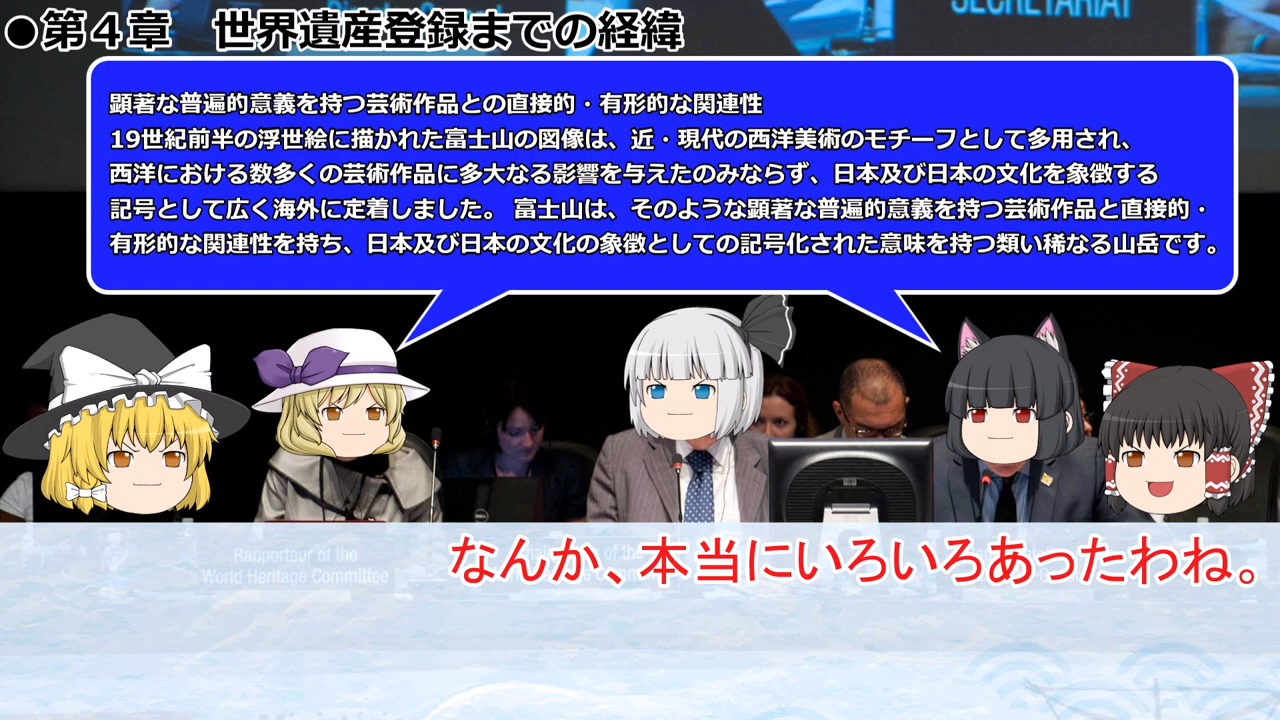 SECRETARIAT
●第４章　世界遺産登録までの経緯
顕著な普遍的意義を持つ芸術作品との直接的・有形的な関連性
19世紀前半の浮世絵に描かれた富士山の図像は、近・現代の西洋美術のモチーフとして多用され、
西洋における数多くの芸術作品に多大なる影響を与えたのみならず、日本及び日本の文化を象徴する
記号として広く海外に定着しました。 富士山は、そのような顕著な普遍的意義を持つ芸術作品と直接的・
有形的な関連性を持ち、日本及び日本の文化の象徴としての記号化された意味を持つ類い稀なる山岳です。
なんか、本当にいろいろあったわね。
Rapporteur of the
World Heritage Committee